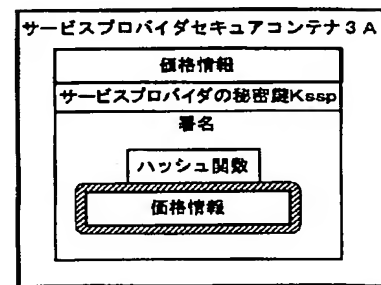 サービスプロバイダセキュアコンテナ3A
価格情報
サービスプロバイダの秘密鍵Kssp
署名
ハッシュ関数
価格情報